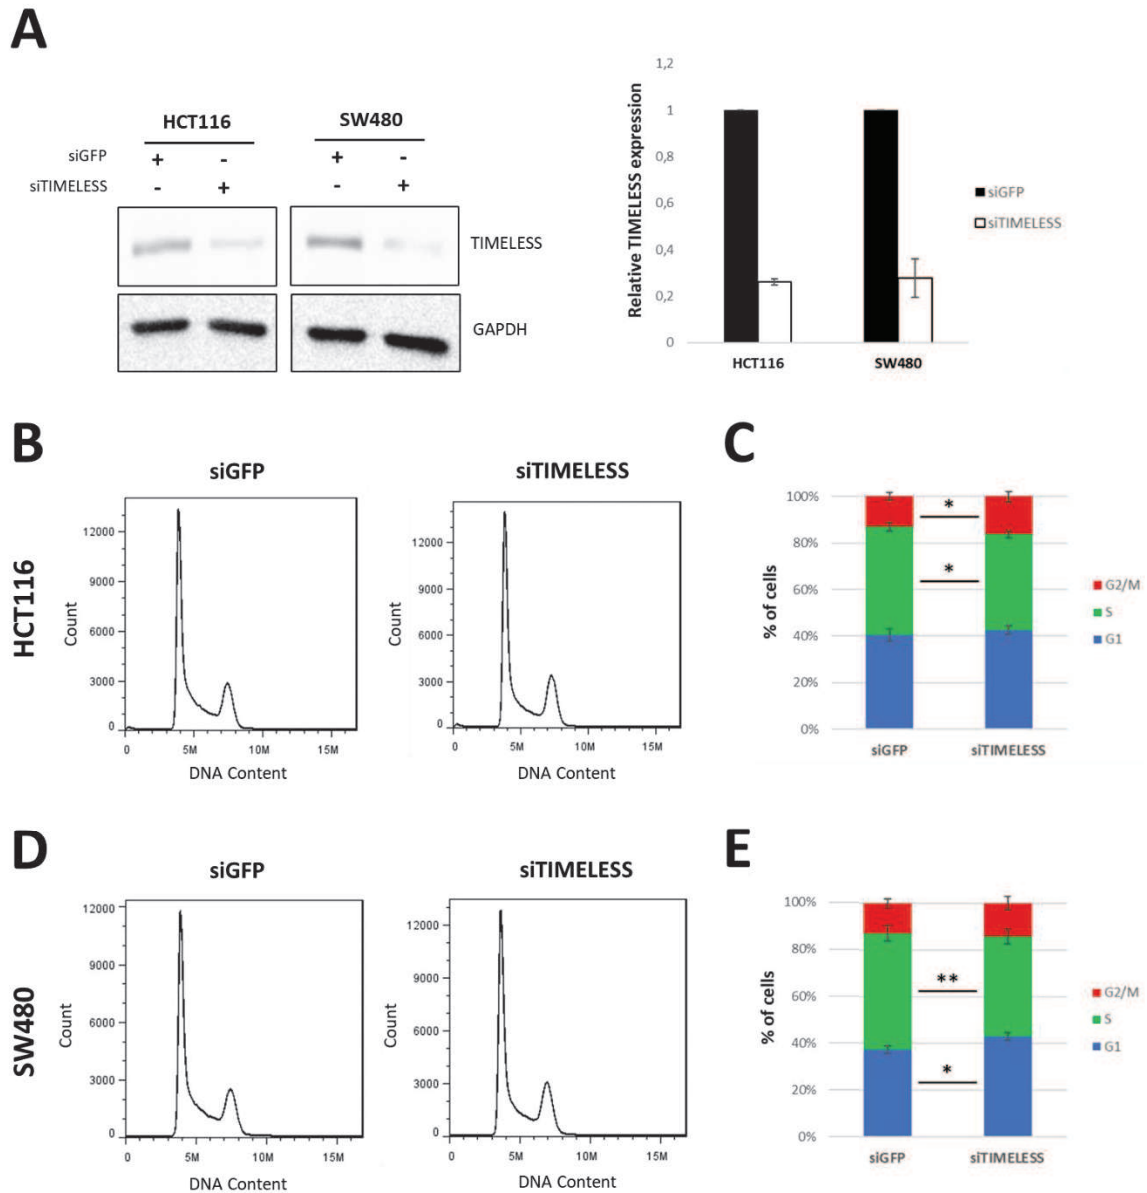 A
HCT116 SW480
siGFP + - + -
siTIMELESS - + - +
TIMELESS
GAPDH
Relative TIMELESS expression
1,2
1
0,8
0,6
0,4
0,2
0
HCT116 SW480
siGFP
siTIMELESS
B
HCT116
siGFP
Count
12000
9000
6000
3000
0
0 5M 10M 15M
DNA Content
siTIMELESS
Count
12000
9000
6000
3000
0
0 5M 10M 15M
DNA Content
C
% of cells
100%
80%
60%
40%
20%
0%
*
*
siGFP siTIMELESS
G2/M
S
G1
D
SW480
siGFP
Count
12000
9000
6000
3000
0
0 5M 10M 15M
DNA Content
siTIMELESS
Count
12000
9000
6000
3000
0
0 5M 10M 15M
DNA Content
E
% of cells
100%
80%
60%
40%
20%
0%
**
*
siGFP siTIMELESS
G2/M
S
G1